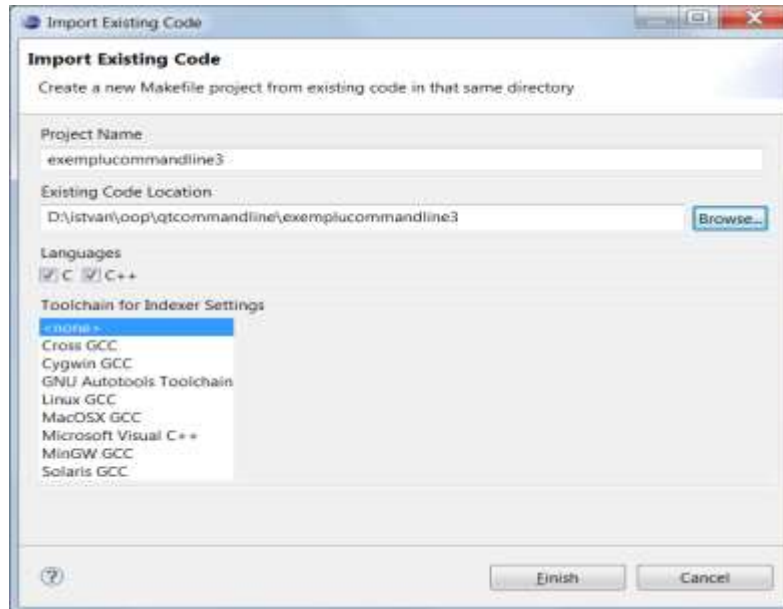 Import Existing Code
Import Existing Code
Create a new Makefile project from existing code in that same directory
Project Name
exemplucommandline3
Existing Code Location
D:\istvan\oop\qtcommandline\exemplucommandline3
Browse...
Languages
C C++
Toolchain for Indexer Settings
<none>
Cross GCC
Cygwin GCC
GNU Autotools Toolchain
Linux GCC
MacOSX GCC
Microsoft Visual C++
MinGW GCC
Solaris GCC
?
Finish Cancel